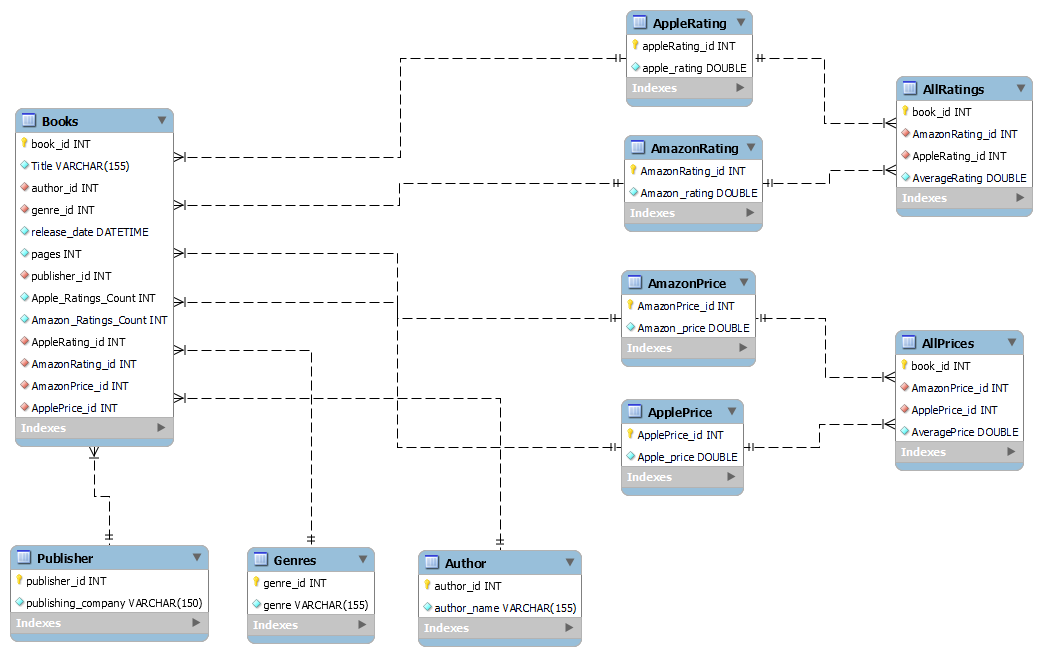 AppleRating
appleRating_id INT
apple_rating DOUBLE
Indexes
AllRatings
book_id INT
AmazonRating_id INT
AppleRating_id INT
AverageRating DOUBLE
Indexes
Books
book_id INT
Title VARCHAR(155)
author_id INT
genre_id INT
release_date DATETIME
pages INT
publisher_id INT
Apple_Ratings_Count INT
Amazon_Ratings_Count INT
AppleRating_id INT
AmazonRating_id INT
AmazonPrice_id INT
ApplePrice_id INT
Indexes
AmazonRating
AmazonRating_id INT
Amazon_rating DOUBLE
Indexes
AmazonPrice
AmazonPrice_id INT
Amazon_price DOUBLE
Indexes
AllPrices
book_id INT
AmazonPrice_id INT
ApplePrice_id INT
AveragePrice DOUBLE
Indexes
ApplePrice
ApplePrice_id INT
Apple_price DOUBLE
Indexes
Publisher
publisher_id INT
publishing_company VARCHAR(150)
Indexes
Genres
genre_id INT
genre VARCHAR(155)
Indexes
Author
author_id INT
author_name VARCHAR(155)
Indexes